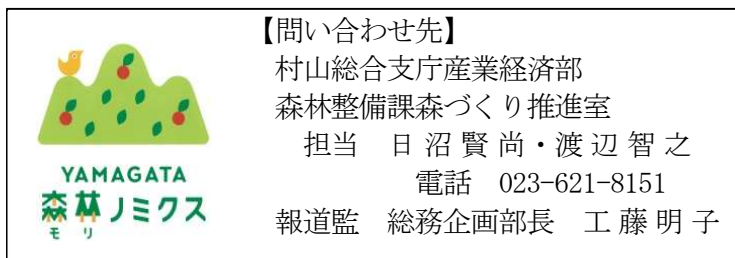 【問い合わせ先】
村山総合支庁産業経済部
森林整備課森づくり推進室
担当 日 沼 賢 尚・渡 辺 智 之
電話 023-621-8151
報道監 総務企画部長 工 藤 明 子
YAMAGATA
森林ノミクス
モリ